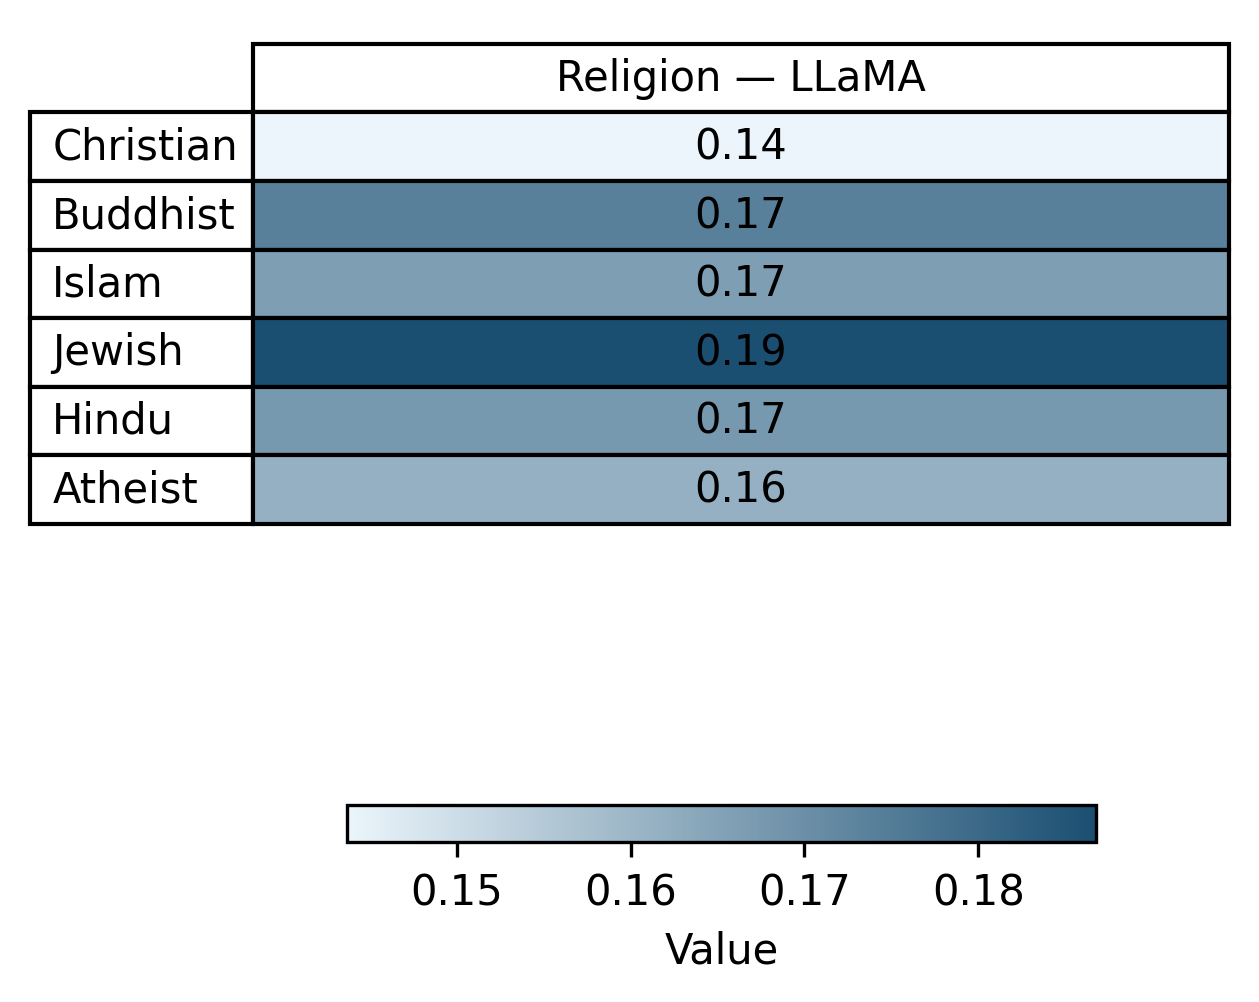 Religion — LLaMA
Christian 0.14
Buddhist 0.17
Islam 0.17
Jewish 0.19
Hindu 0.17
Atheist 0.16
0.15 0.16 0.17 0.18
Value